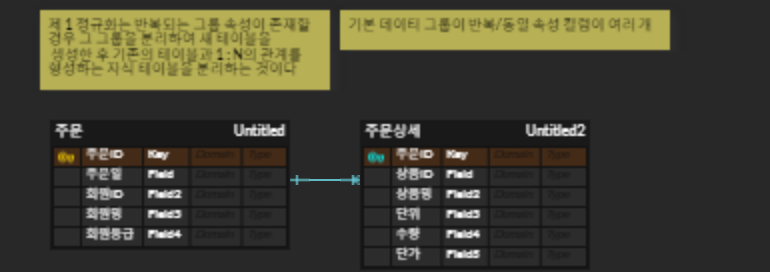 제 1 정규화는 반복되는 그룹 속성이 존재할
경우 그 그룹을 분리하여 새 테이블을
생성한 후 기존의 테이블과 1:N의 관계를
형성하는 자식 테이블을 분리하는 것이다
기본 데이터 그룹이 반복/동일 속성 컬럼이 여러 개
주문 Untitled
주문ID Key Domain Type
주문일 Field Domain Type
회원ID Field2 Domain Type
회원명 Field3 Domain Type
회원등급 Field4 Domain Type
주문상세 Untitled2
주문ID Key Domain Type
상품ID Field Domain Type
상품명 Field2 Domain Type
단위 Field3 Domain Type
수량 Field4 Domain Type
단가 Field5 Domain Type